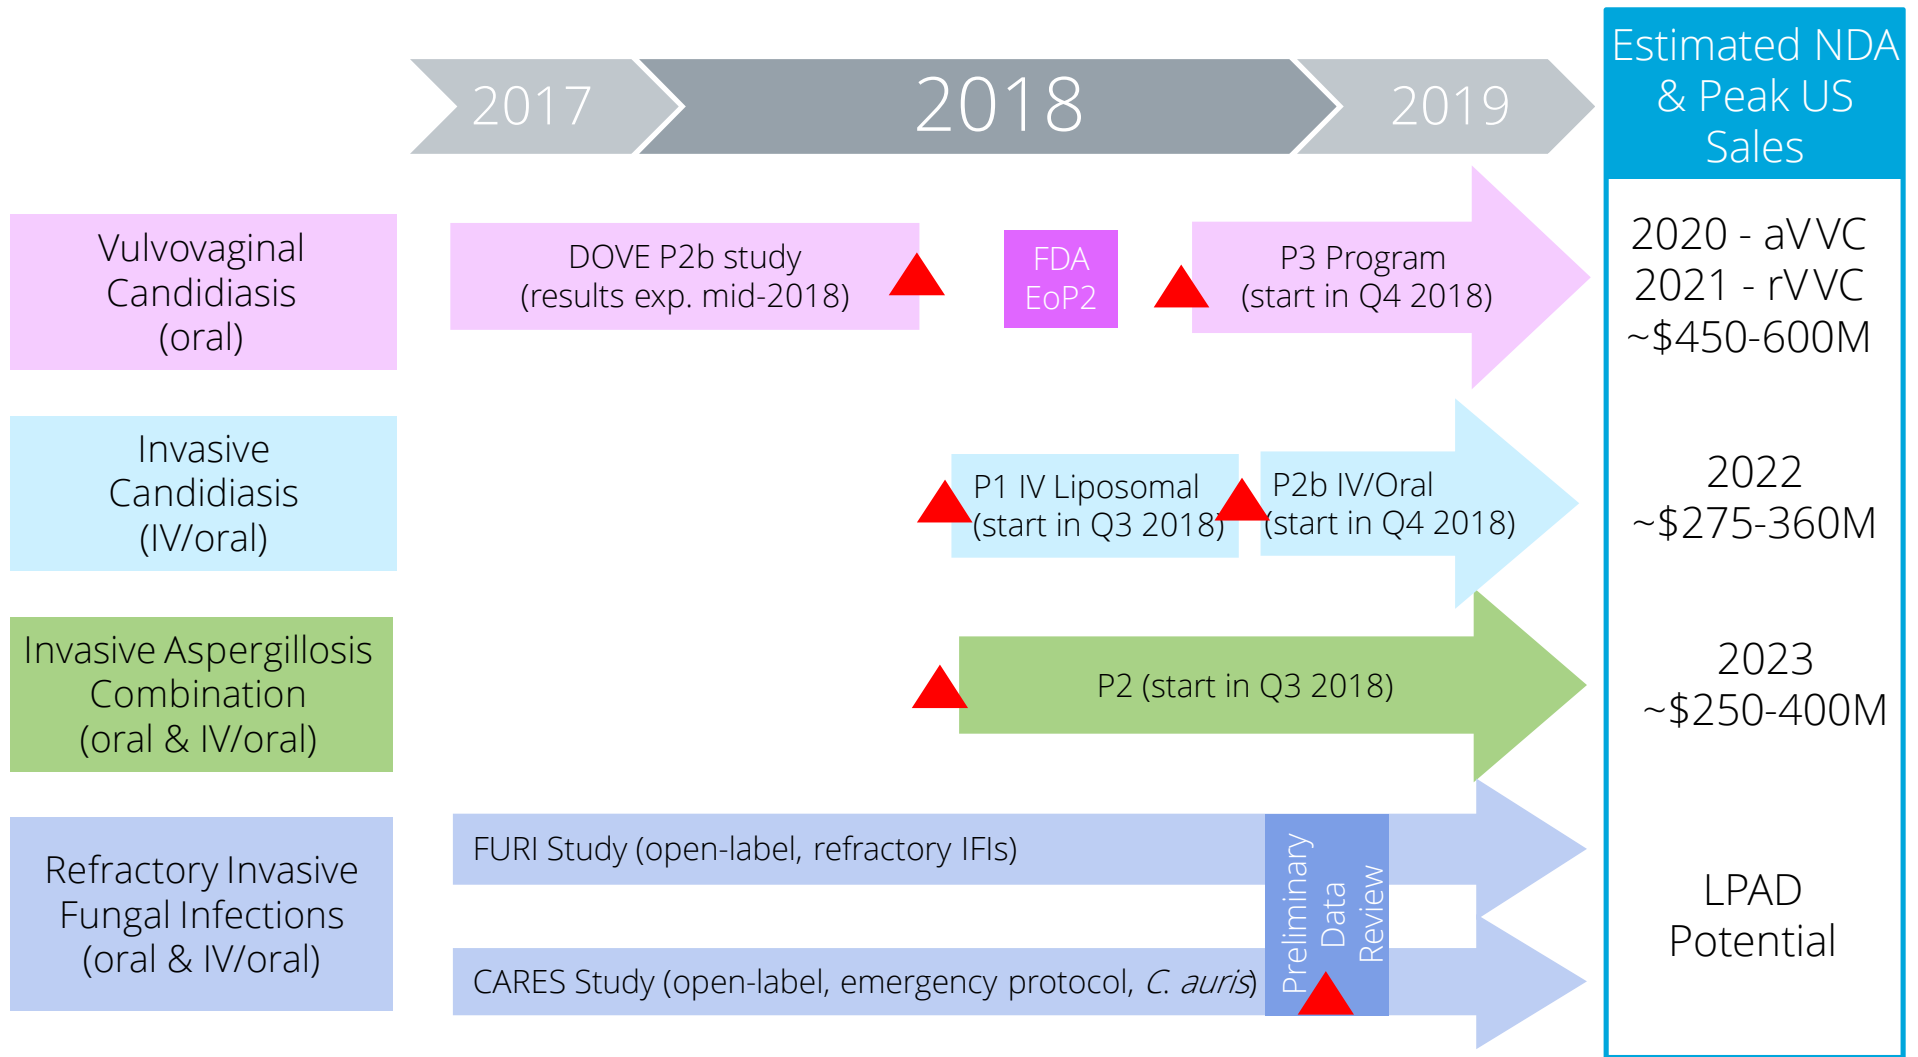 2017
2018
2019
Estimated NDA
& Peak US
Sales
Vulvovaginal
Candidiasis
(oral)
DOVE P2b study
(results exp. mid-2018)
FDA
EoP2
P3 Program
(start in Q4 2018)
2020 - aVVC
2021 - rVVC
~$450-600M
Invasive
Candidiasis
(IV/oral)
P1 IV Liposomal
(start in Q3 2018)
P2b IV/Oral
(start in Q4 2018)
2022
~$275-360M
Invasive Aspergillosis
Combination
(oral & IV/oral)
P2 (start in Q3 2018)
2023
~$250-400M
Refractory Invasive
Fungal Infections
(oral & IV/oral)
FURI Study (open-label, refractory IFIs)
CARES Study (open-label, emergency protocol, C. auris)
Preliminary
Data
Review
LPAD
Potential